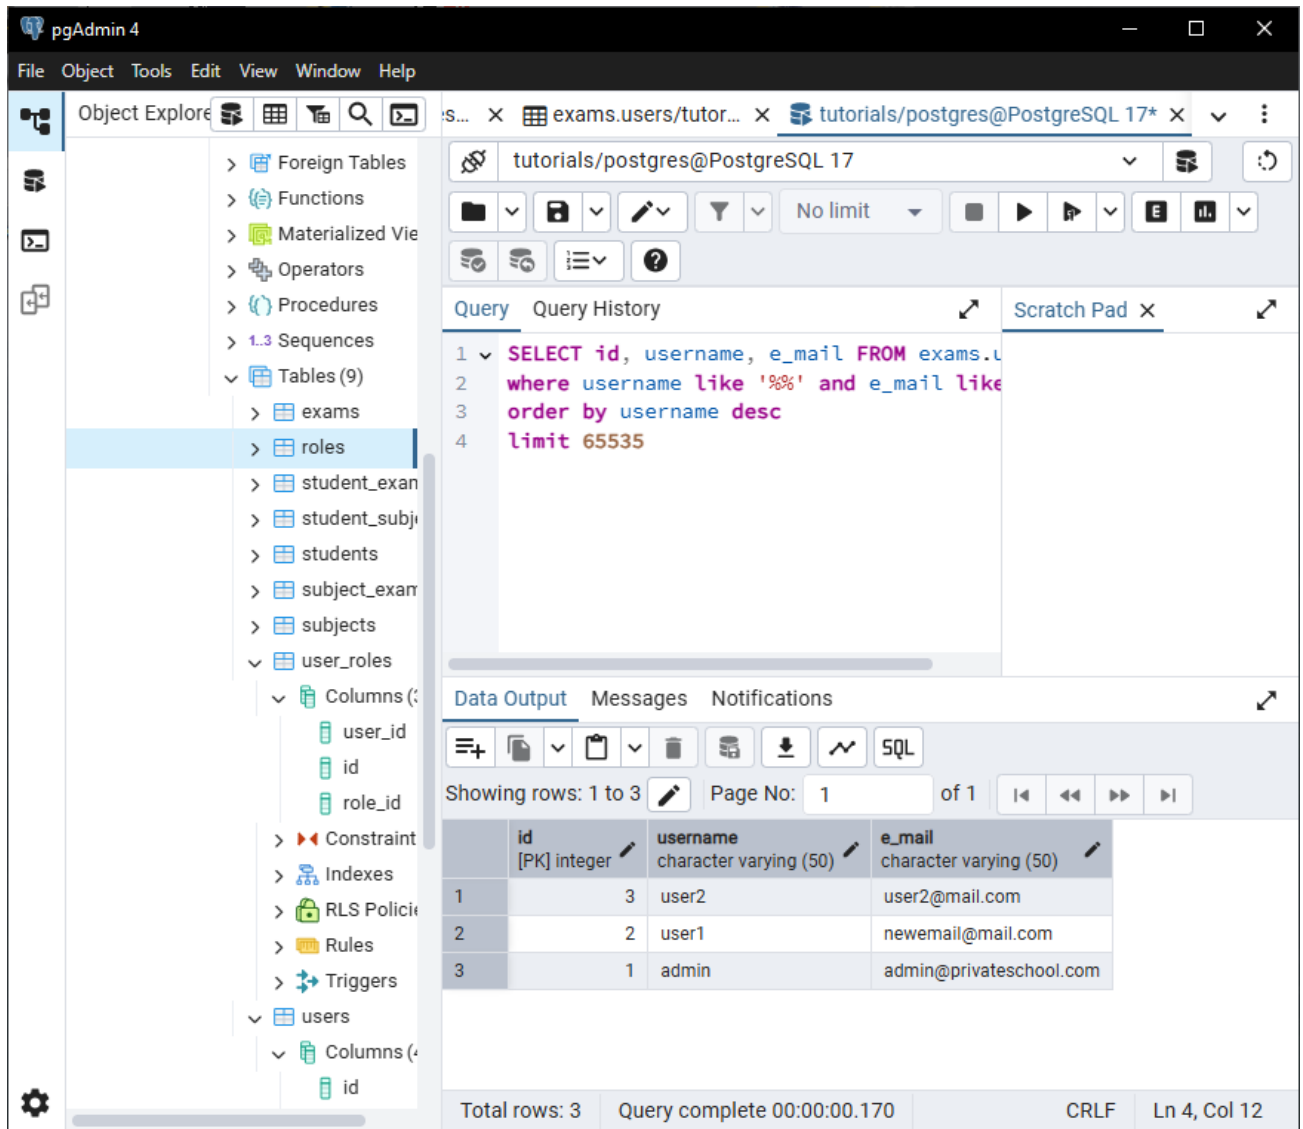 pgAdmin 4
File Object Tools Edit View Window Help
Object Explore
s... exams.users/tutor... tutorials/postgres@PostgreSQL 17*
tutorials/postgres@PostgreSQL 17
No limit
E
Query Query History
Scratch Pad
1 SELECT id, username, e_mail FROM exams.u
2 where username like '%%' and e_mail like
3 order by username desc
4 limit 65535
Foreign Tables
Functions
Materialized Vie
Operators
Procedures
1..3 Sequences
Tables (9)
exams
roles
student_exam
student_subj
students
subject_exam
subjects
user_roles
Columns (3
user_id
id
role_id
Constraint
Indexes
RLS Policie
Rules
Triggers
users
Columns (4
id
Data Output Messages Notifications
SQL
Showing rows: 1 to 3 Page No: 1 of 1
id username e_mail
[PK] integer character varying (50) character varying (50)
1 3 user2 user2@mail.com
2 2 user1 newemail@mail.com
3 1 admin admin@privateschool.com
Total rows: 3 Query complete 00:00:00.170 CRLF Ln 4, Col 12